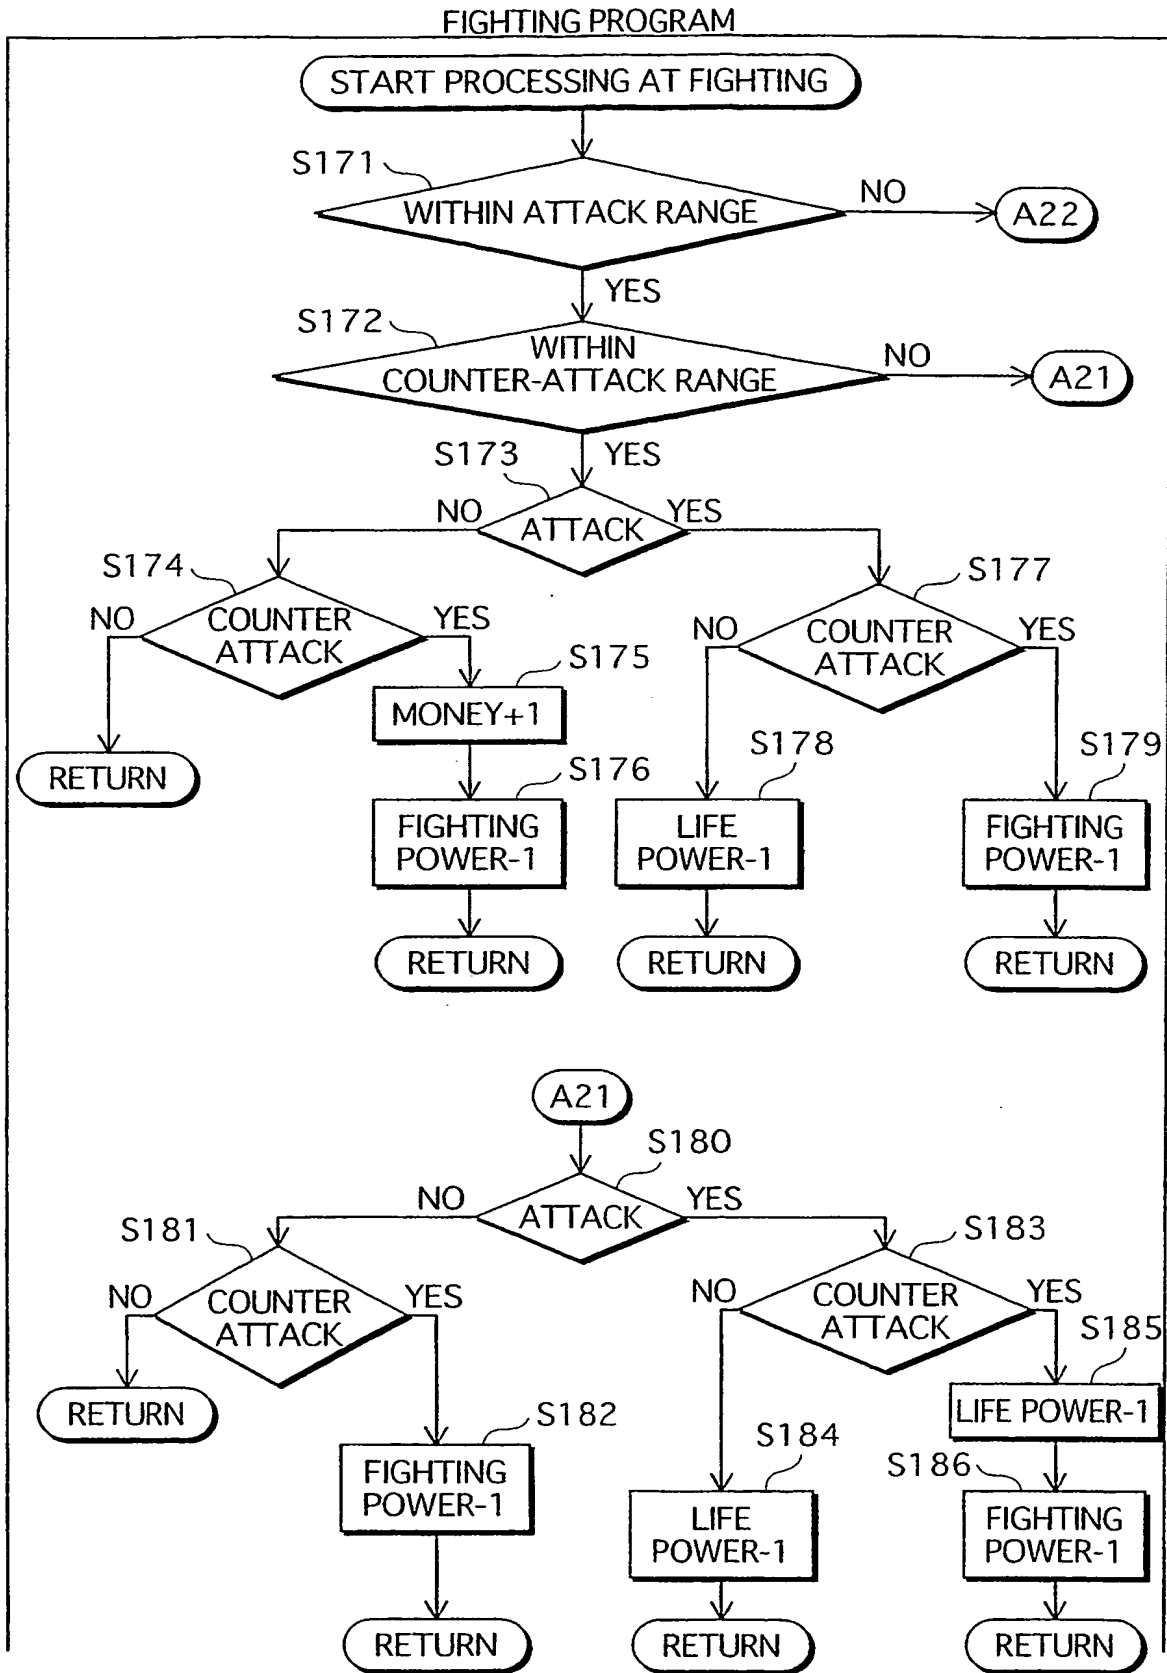 FIGHTING PROGRAM
START PROCESSING AT FIGHTING
S171
WITHIN ATTACK RANGE
NO
A22
YES
S172
WITHIN
COUNTER-ATTACK RANGE
NO
A21
YES
S173
NO
ATTACK
YES
S174
NO
COUNTER
ATTACK
YES
S177
NO
COUNTER
ATTACK
YES
S175
MONEY+1
RETURN
S176
FIGHTING
POWER-1
S178
LIFE
POWER-1
S179
FIGHTING
POWER-1
RETURN
RETURN
RETURN
A21
S180
NO
ATTACK
YES
S181
NO
COUNTER
ATTACK
YES
S183
NO
COUNTER
ATTACK
YES
RETURN
S182
FIGHTING
POWER-1
S185
LIFE POWER-1
S184
LIFE
POWER-1
S186
FIGHTING
POWER-1
RETURN
RETURN
RETURN